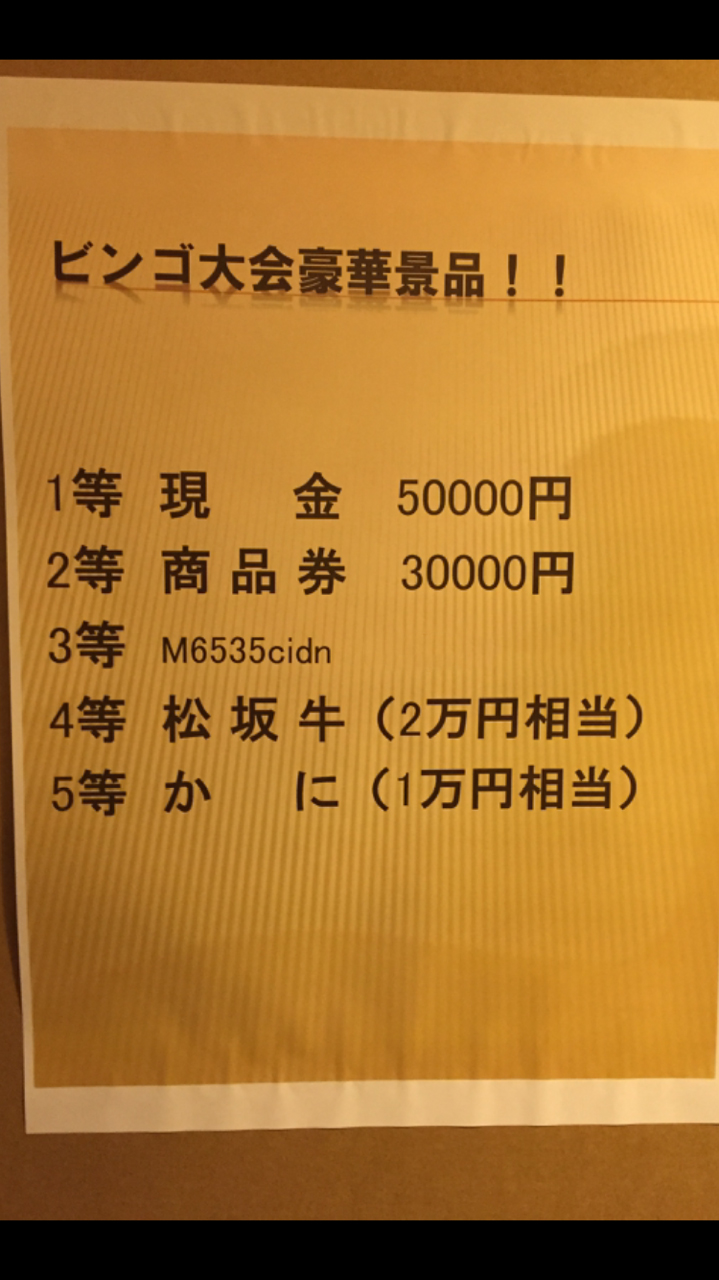 ビンゴ大会豪華景品！！
1等 現 金 50000円
2等 商品券 30000円
3等 M6535cidn
4等 松坂牛（2万円相当）
5等 か に（1万円相当）